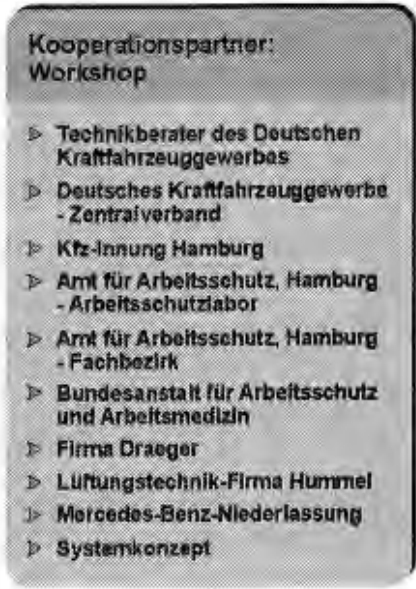 Kooperationspartner:
Workshop
Technikberater des Deutschen
Kraftfahrzeuggewerbes
Deutsches Kraftfahrzeuggewerbe
- Zentralverband
Kfz-Innung Hamburg
Amt für Arbeitsschutz, Hamburg
- Arbeitsschutzlabor
Amt für Arbeitsschutz, Hamburg
- Fachbezirk
Bundesanstalt für Arbeitsschutz
und Arbeitsmedizin
Firma Draeger
Lüftungstechnik-Firma Hummel
Mercedes-Benz-Niederlassung
Systemkonzept